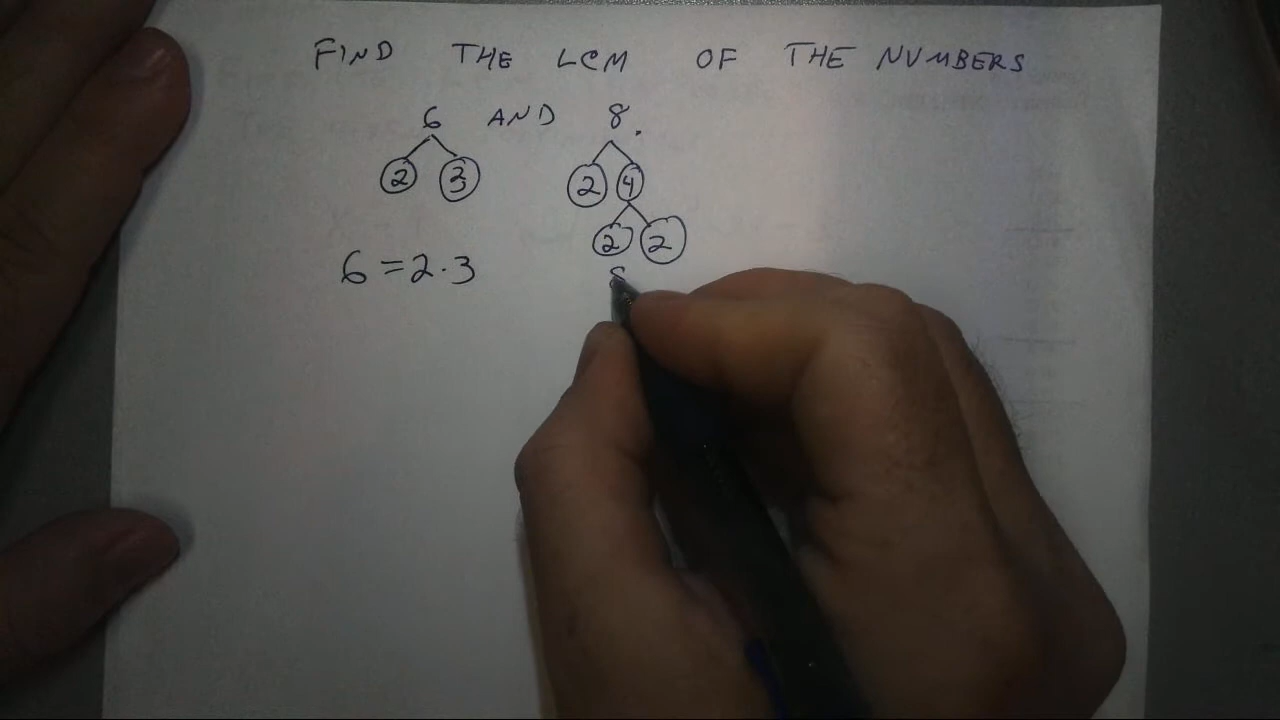 FIND THE LCM OF THE NUMBERS
6 AND 8.
2 3 2 4
2 2
6 = 2 · 3